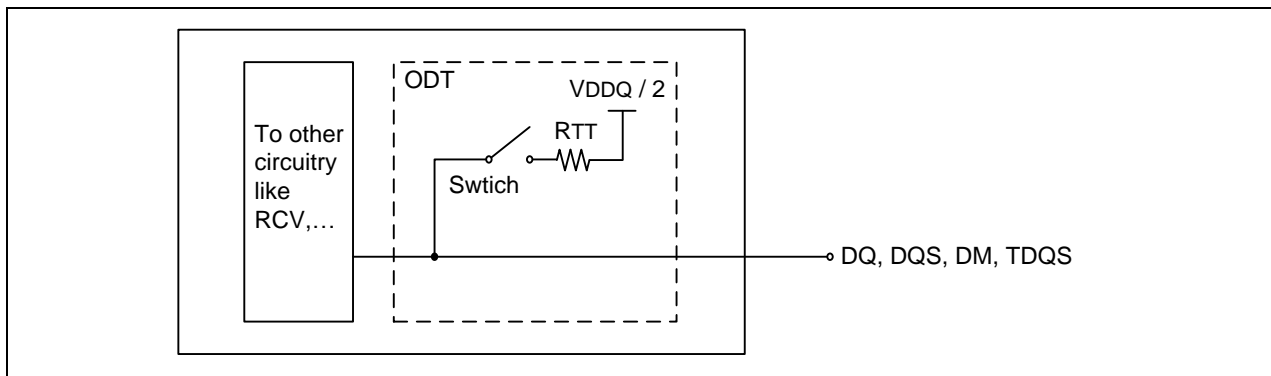 ODT
VDDQ / 2
RTT
Swtich
To other
circuitry
like
RCV,…
DQ, DQS, DM, TDQS